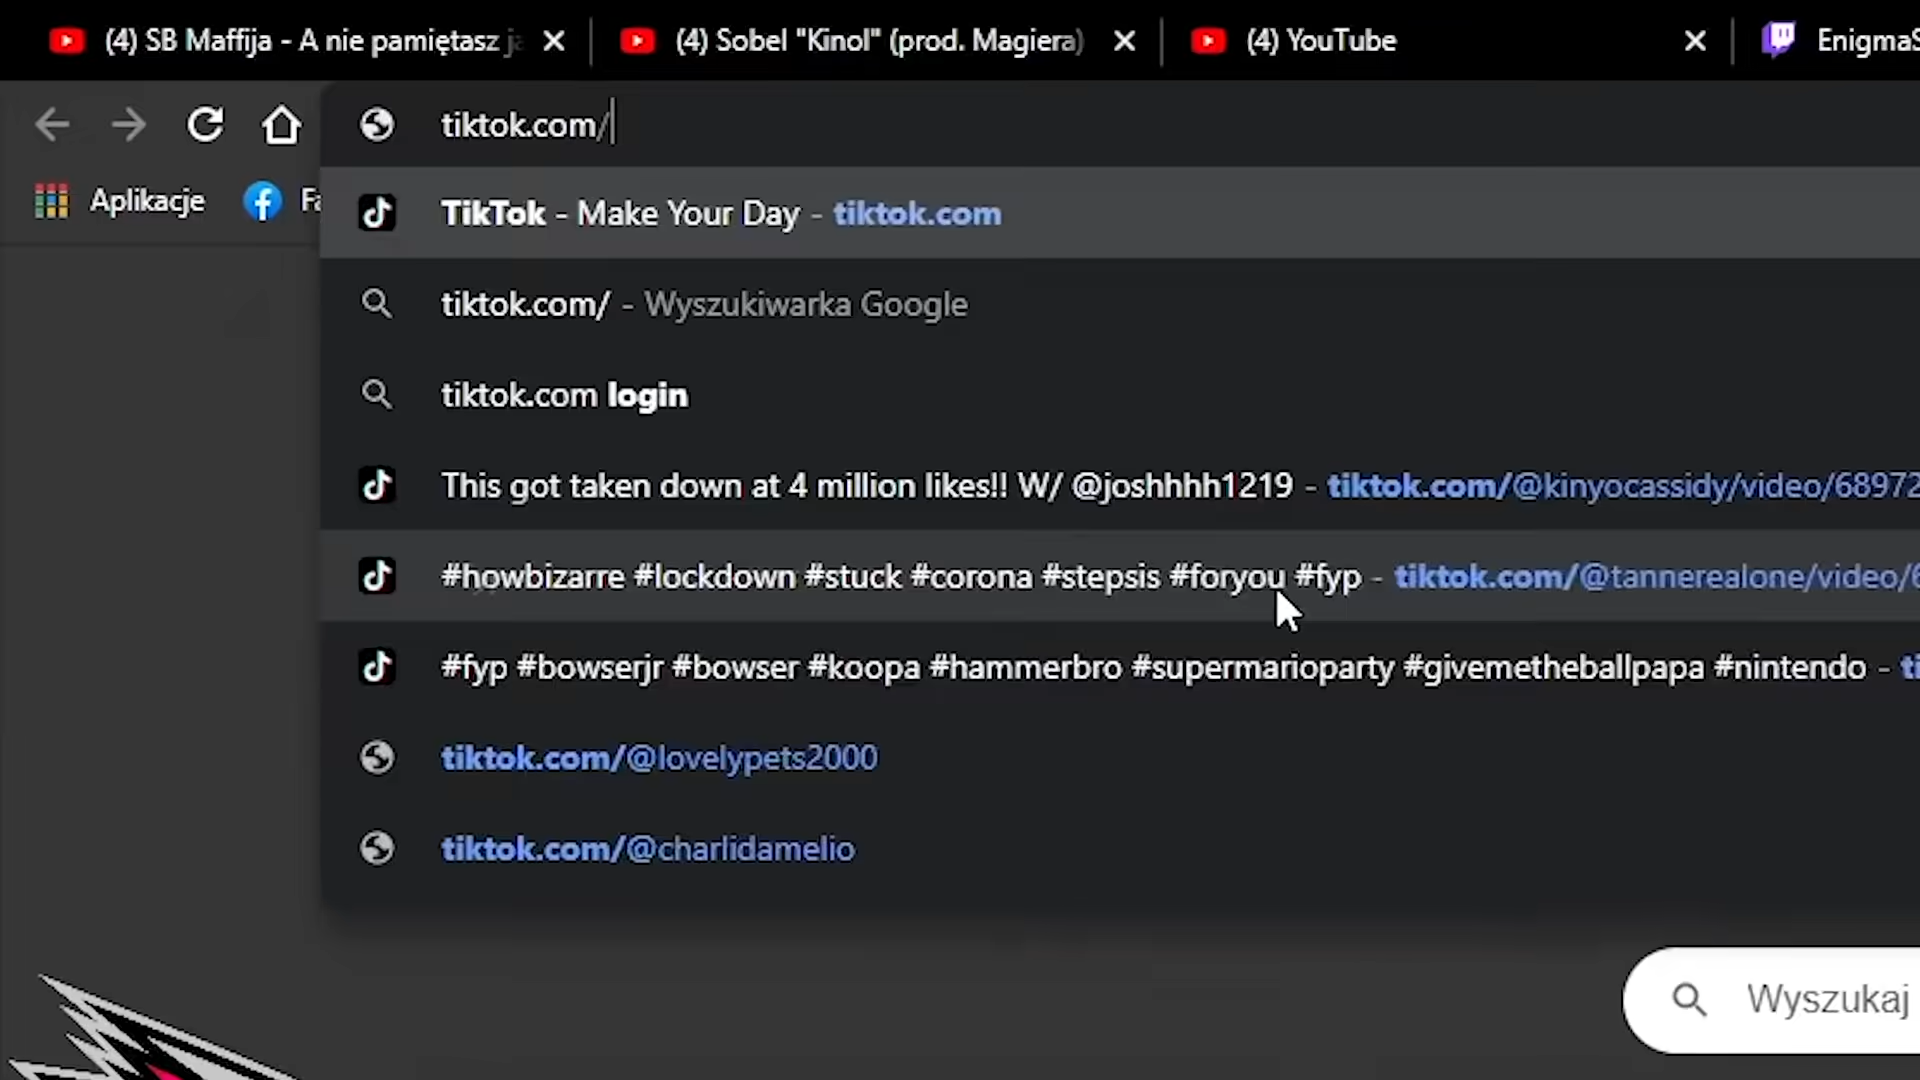 (4) SB Maffija - A nie pamiętasz
(4) Sobel "Kinol" (prod. Magiera)
(4) YouTube
tiktok.com/
Aplikacje
TikTok - Make Your Day - tiktok.com
tiktok.com/ - Wyszukiwarka Google
tiktok.com login
This got taken down at 4 million likes!! W/ @joshhhh1219 - tiktok.com/@kinyocassidy/video/68972
#howbizarre #lockdown #stuck #corona #stepsis #foryou #fyp - tiktok.com/@tannerealone/video/6
#fyp #bowserjr #bowser #koopa #hammerbro #supermarioparty #givemetheballpapa #nintendo -
tiktok.com/@lovelypets2000
tiktok.com/@charlidamelio
Wyszukaj